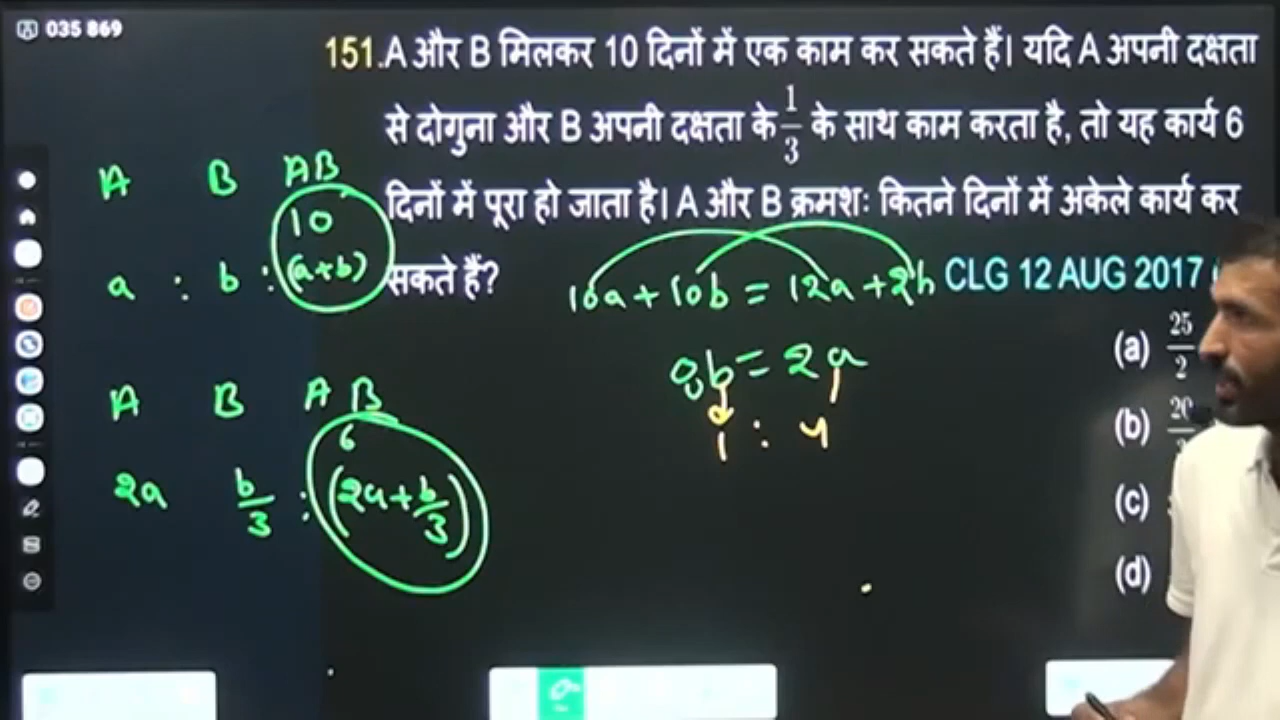 035 869
151.A और B मिलकर 10 दिनों में एक काम कर सकते हैं। यदि A अपनी दक्षता
से दोगुना और B अपनी दक्षता के 1/3 के साथ काम करता है, तो यह कार्य 6
दिनों में पूरा हो जाता है। A और B क्रमशः कितने दिनों में अकेले कार्य कर
सकते हैं?
CLG 12 AUG 2017
A B AB
10
a : b : (a+b)
A B AB
6
2a b/3 : (2a+b/3)
10a+10b = 12a+2b
8b = 2a
1 : 4
(a) 25/2
(b) 20
(c)
(d)